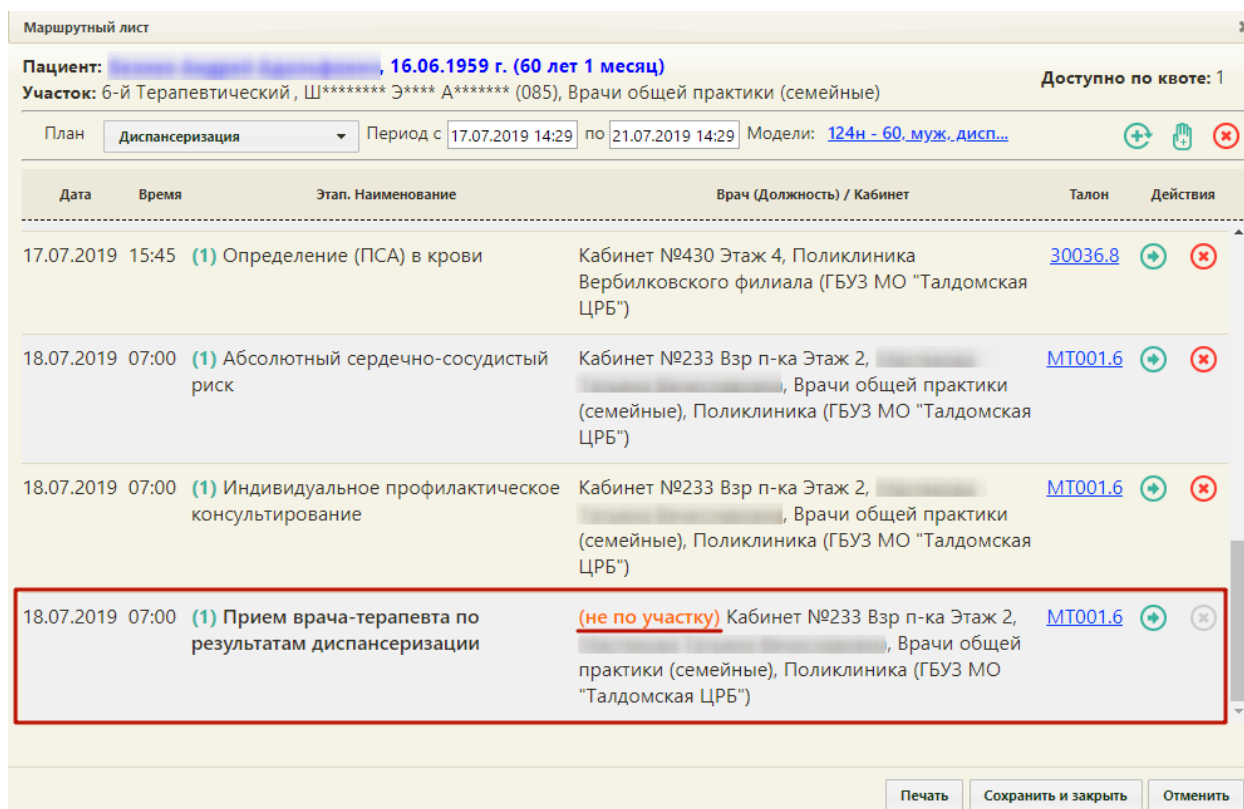 Маршрутный лист
Пациент: , 16.06.1959 г. (60 лет 1 месяц)
Доступно по квоте: 1
Участок: 6-й Терапевтический , Ш******** Э**** А******* (085), Врачи общей практики (семейные)
План Диспансеризация Период с 17.07.2019 14:29 по 21.07.2019 14:29 Модели: 124н - 60, муж, дисп...
Дата Время Этап. Наименование Врач (Должность) / Кабинет Талон Действия
17.07.2019 15:45 (1) Определение (ПСА) в крови Кабинет №430 Этаж 4, Поликлиника 30036.8
Вербилковского филиала (ГБУЗ МО "Талдомская
ЦРБ")
18.07.2019 07:00 (1) Абсолютный сердечно-сосудистый Кабинет №233 Взр п-ка Этаж 2, МТ001.6
риск , Врачи общей практики
(семейные), Поликлиника (ГБУЗ МО "Талдомская
ЦРБ")
18.07.2019 07:00 (1) Индивидуальное профилактическое Кабинет №233 Взр п-ка Этаж 2, МТ001.6
консультирование , Врачи общей практики
(семейные), Поликлиника (ГБУЗ МО "Талдомская
ЦРБ")
18.07.2019 07:00 (1) Прием врача-терапевта по (не по участку) Кабинет №233 Взр п-ка Этаж 2, МТ001.6
результатам диспансеризации , Врачи общей
практики (семейные), Поликлиника (ГБУЗ МО
"Талдомская ЦРБ")
Печать Сохранить и закрыть Отменить